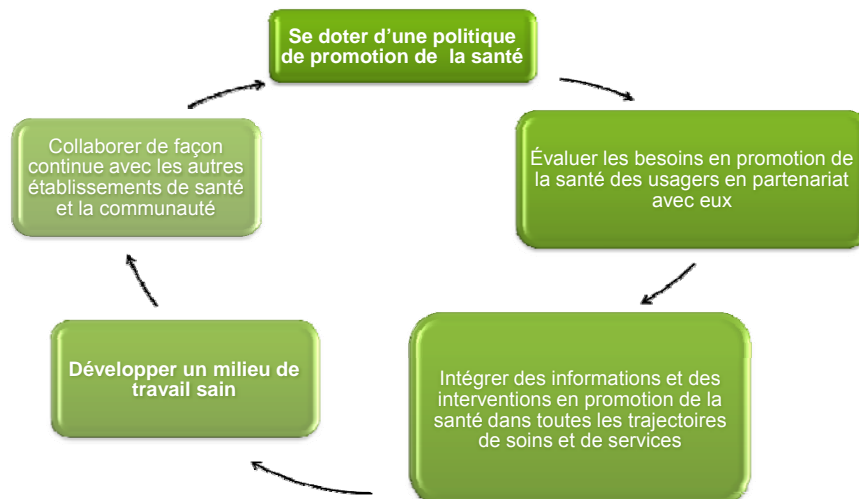 Se doter d'une politique
de promotion de la santé
Évaluer les besoins en promotion de
la santé des usagers en partenariat
avec eux
Intégrer des informations et des
interventions en promotion de la
santé dans toutes les trajectoires
de soins et de services
Développer un milieu de
travail sain
Collaborer de façon
continue avec les autres
établissements de santé
et la communauté